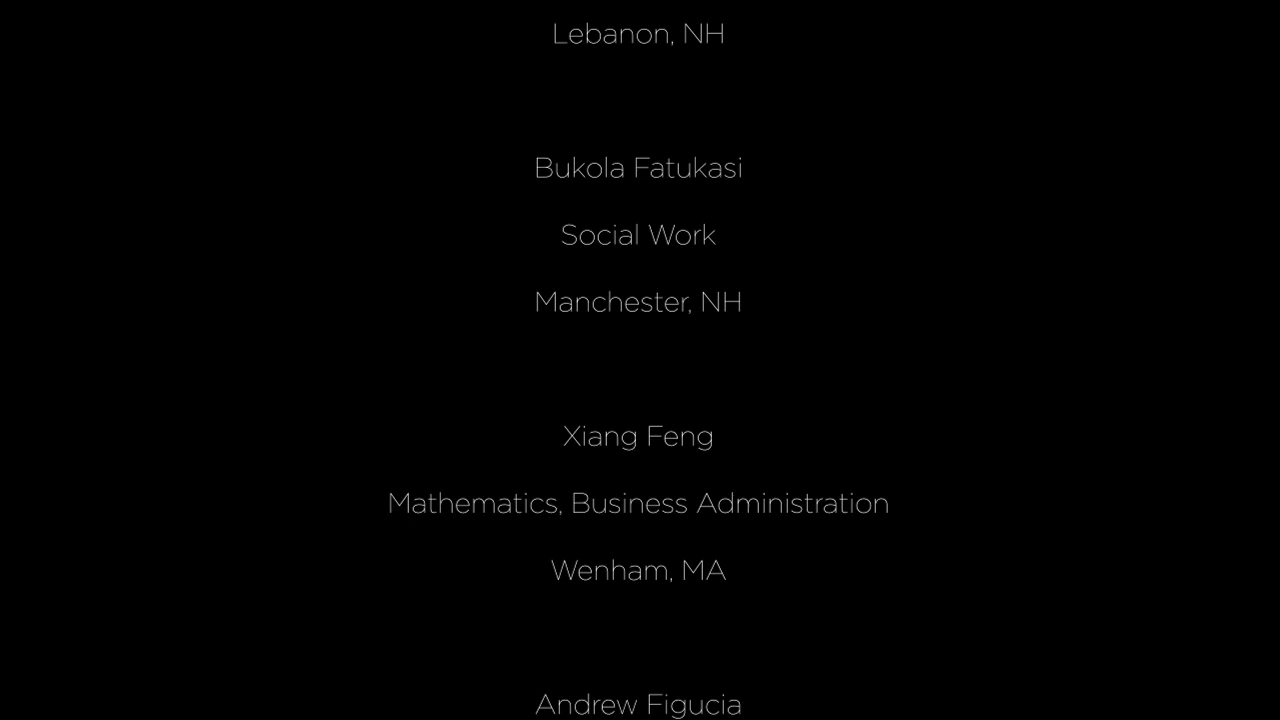 Lebanon, NH
Bukola Fatukasi
Social Work
Manchester, NH
Xiang Feng
Mathematics, Business Administration
Wenham, MA
Andrew Figucia